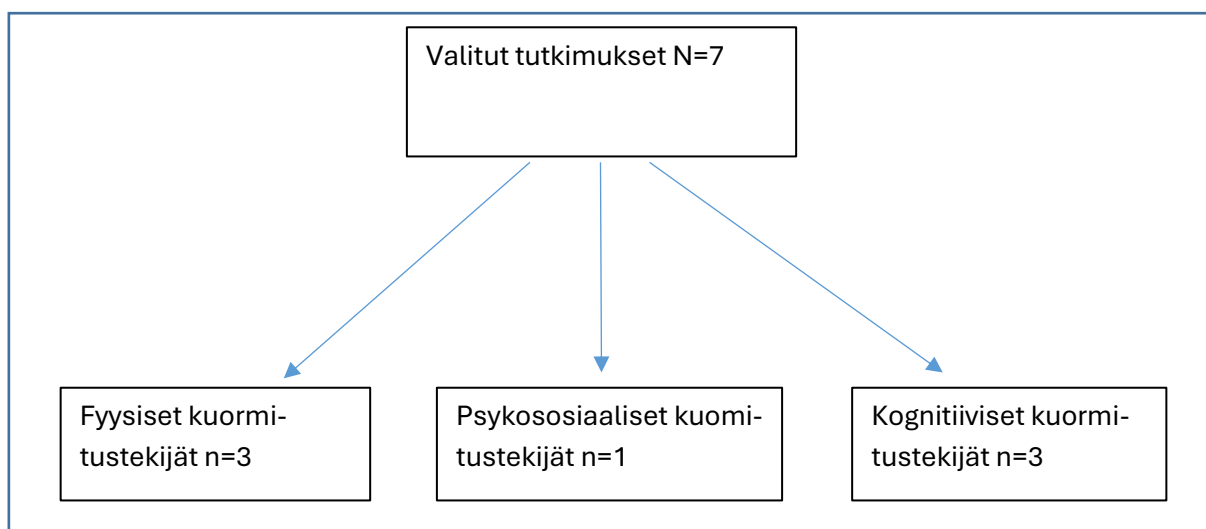 Valitut tutkimukset N=7
Fyysiset kuormi-
tustekijät n=3
Psykososiaaliset kuomi-
tustekijät n=1
Kognitiiviset kuormi-
tustekijät n=3